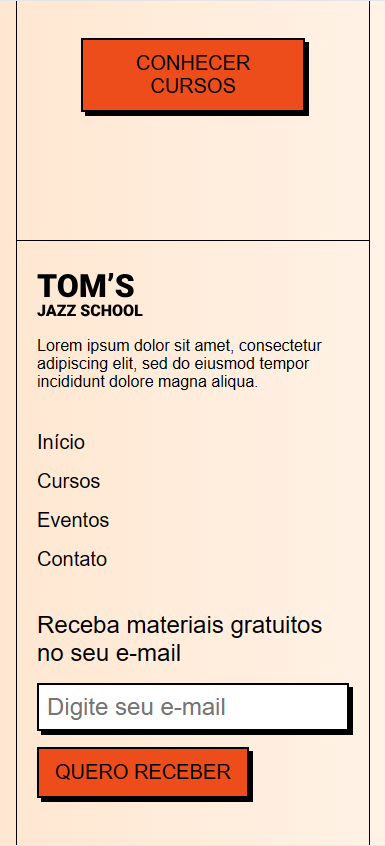 CONHECER
CURSOS
TOM’S
JAZZ SCHOOL
Lorem ipsum dolor sit amet, consectetur
adipiscing elit, sed do eiusmod tempor
incididunt dolore magna aliqua.
Início
Cursos
Eventos
Contato
Receba materiais gratuitos
no seu e-mail
Digite seu e-mail
QUERO RECEBER